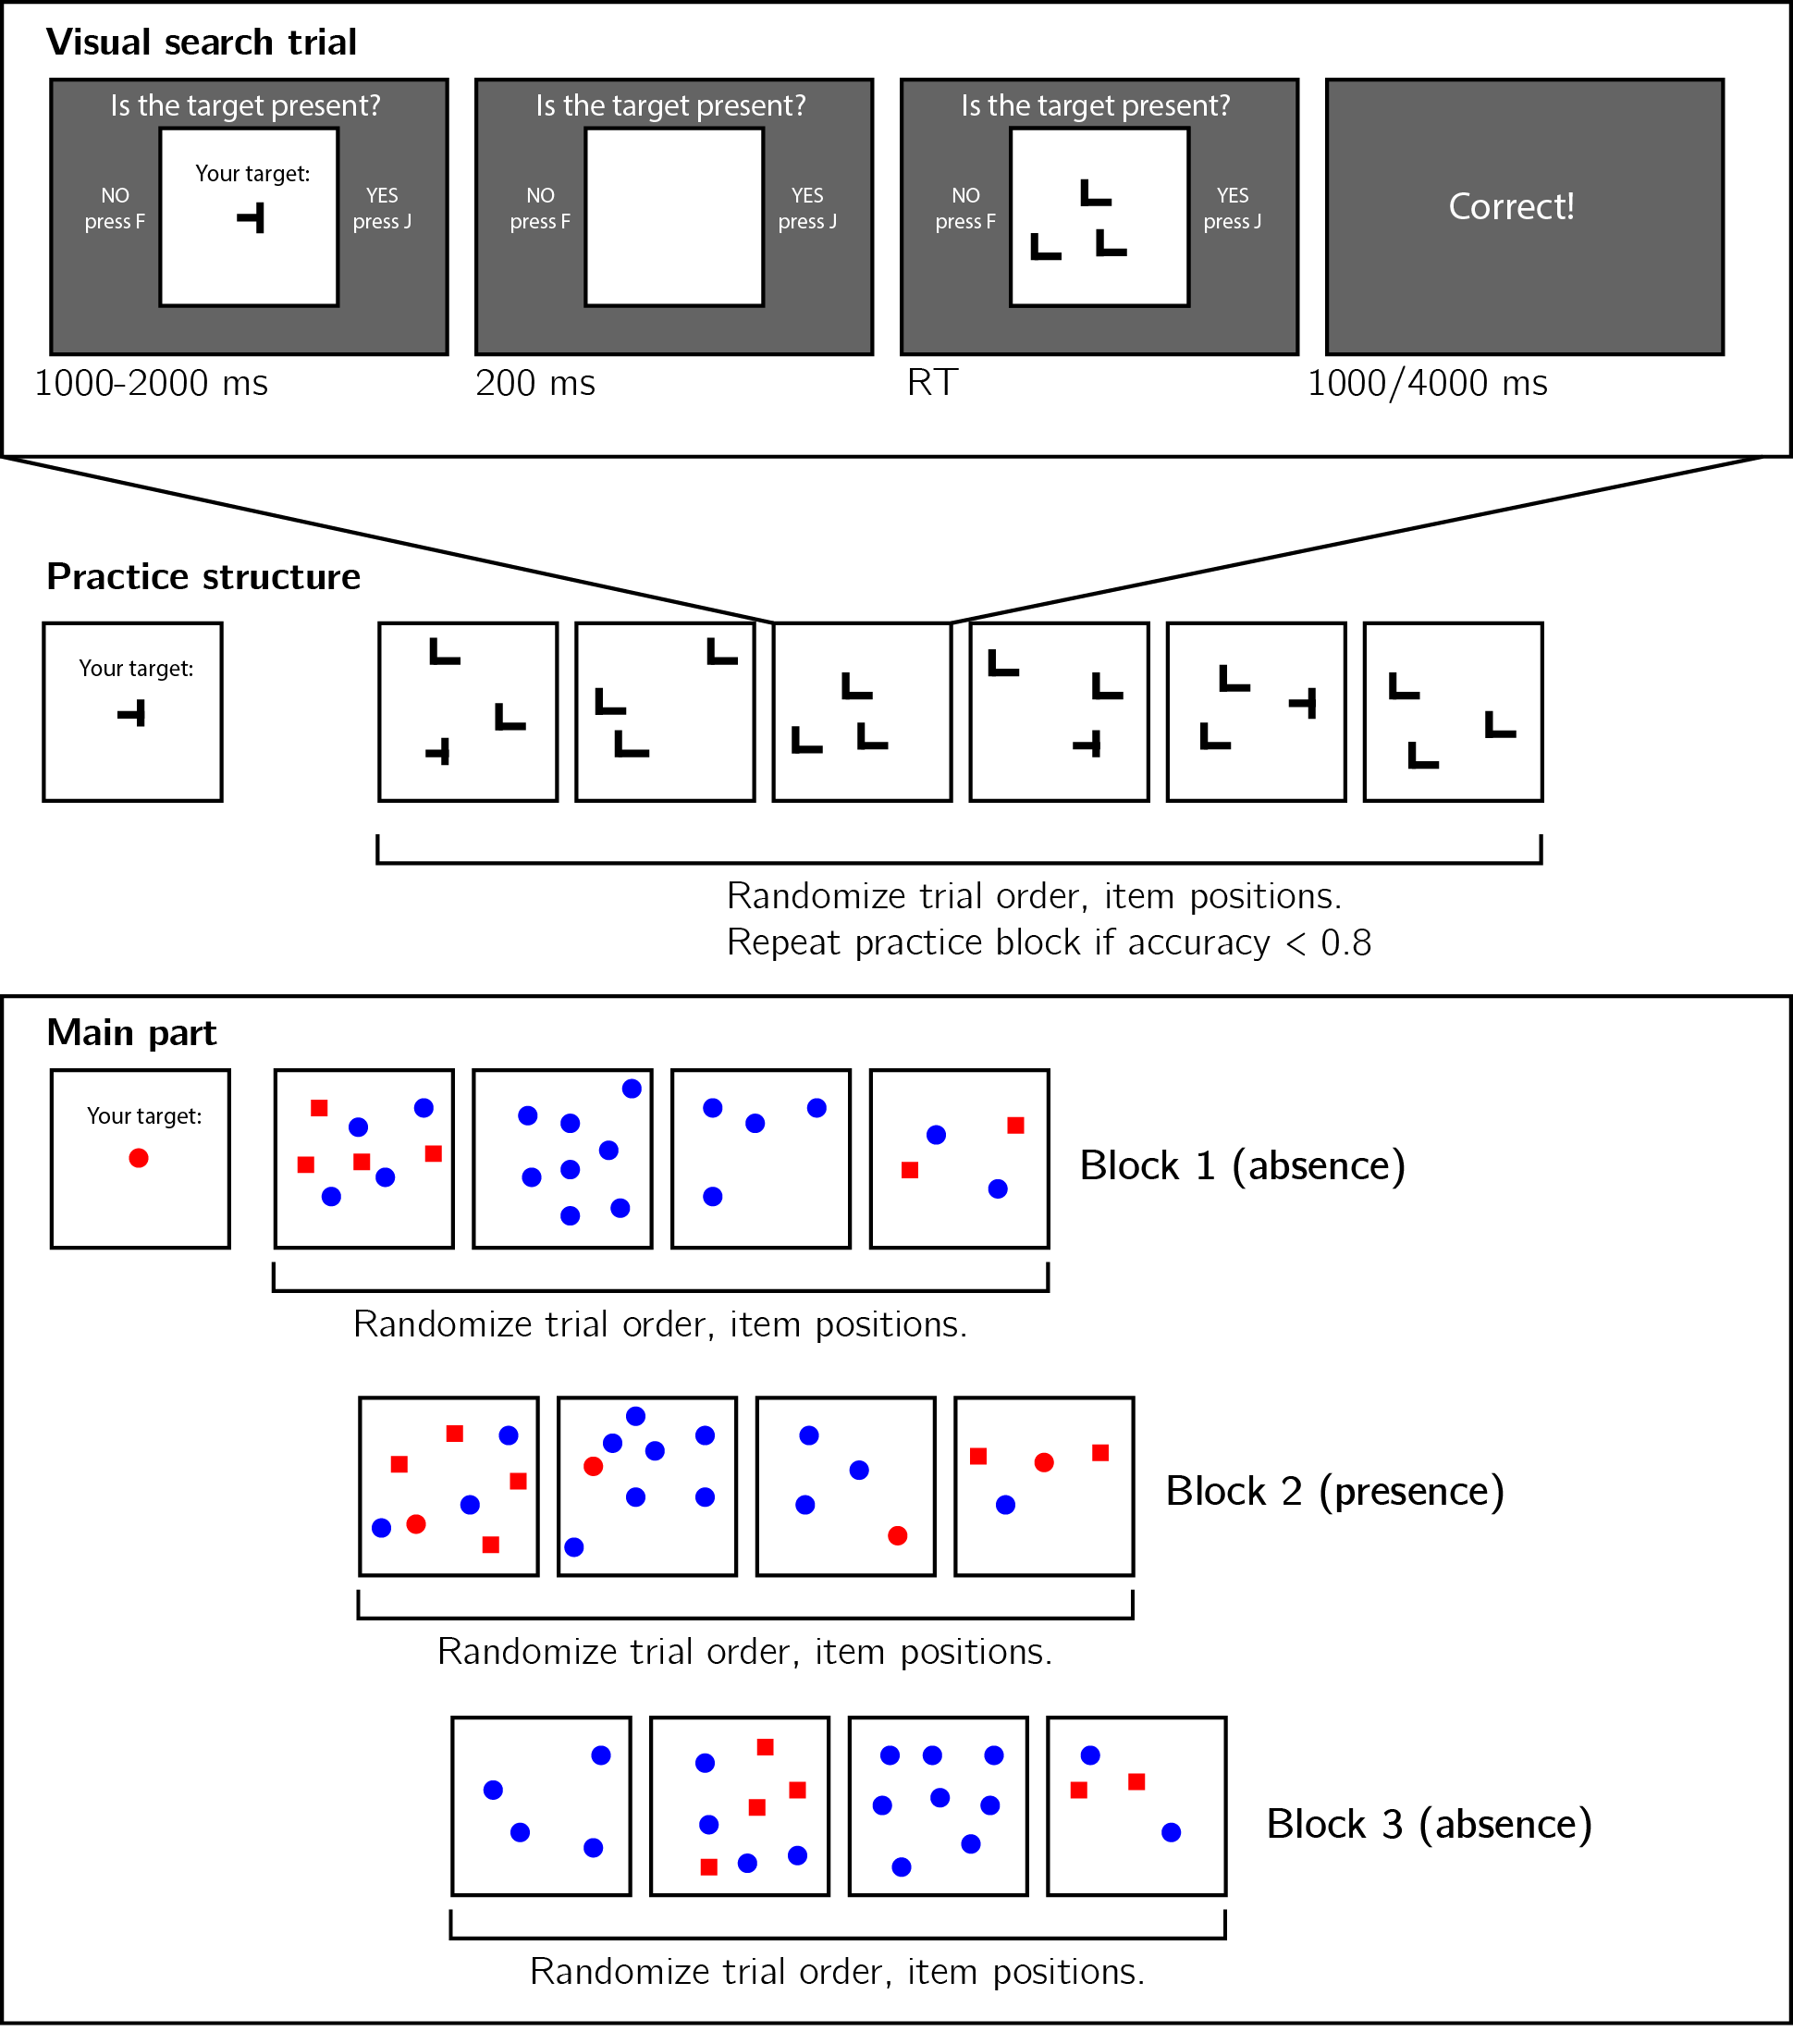 Visual search trial
Is the target present?
Your target:
NO
press F
YES
press J
1000-2000 ms
Is the target present?
NO
press F
YES
press J
200 ms
Is the target present?
NO
press F
YES
press J
RT
Correct!
1000/4000 ms
Practice structure
Your target:
Randomize trial order, item positions.
Repeat practice block if accuracy < 0.8
Main part
Your target:
Block 1 (absence)
Randomize trial order, item positions.
Block 2 (presence)
Randomize trial order, item positions.
Block 3 (absence)
Randomize trial order, item positions.